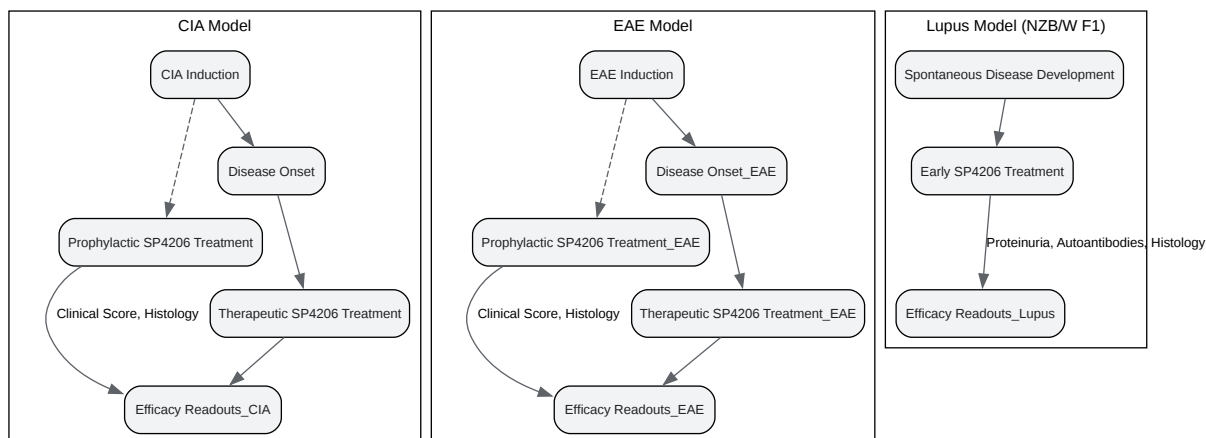 CIA Model
CIA Induction
Disease Onset
Prophylactic SP4206 Treatment
Clinical Score, Histology
Therapeutic SP4206 Treatment
Efficacy Readouts_CIA
EAE Model
EAE Induction
Disease Onset_EAE
Prophylactic SP4206 Treatment_EAE
Clinical Score, Histology
Therapeutic SP4206 Treatment_EAE
Efficacy Readouts_EAE
Lupus Model (NZB/W F1)
Spontaneous Disease Development
Early SP4206 Treatment
Proteinuria, Autoantibodies, Histology
Efficacy Readouts_Lupus